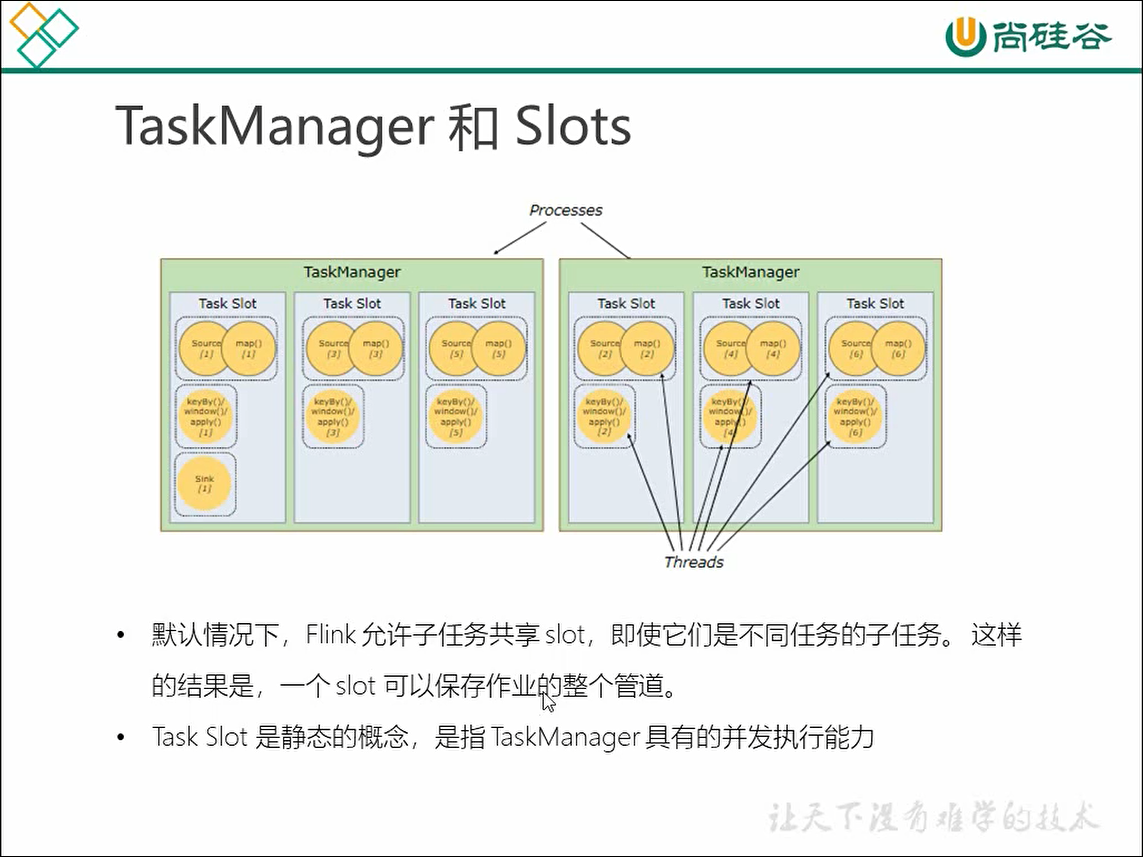 尚硅谷
TaskManager 和 Slots
Processes
TaskManager
TaskManager
Task Slot
Task Slot
Task Slot
Task Slot
Task Slot
Task Slot
Source
[1]
map()
[1]
Source
[3]
map()
[3]
Source
[5]
map()
[5]
Source
[2]
map()
[2]
Source
[4]
map()
[4]
Source
[6]
map()
[6]
keyBy()/
window()/
apply()
[1]
keyBy()/
window()/
apply()
[3]
keyBy()/
window()/
apply()
[5]
keyBy()/
window()/
apply()
[2]
keyBy()/
window()/
apply()
[4]
keyBy()/
window()/
apply()
[6]
Sink
[1]
Threads
• 默认情况下，Flink 允许子任务共享 slot，即使它们是不同任务的子任务。 这样
的结果是，一个 slot 可以保存作业的整个管道。
• Task Slot 是静态的概念，是指 TaskManager 具有的并发执行能力
让天下没有难学的技术